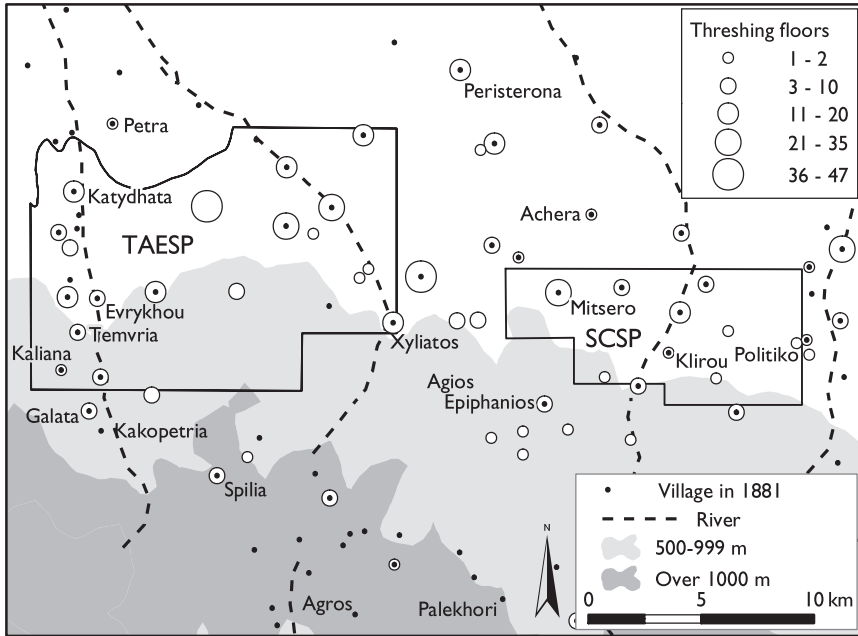 Threshing floors
1 - 2
3 - 10
11 - 20
21 - 35
36 - 47
Peristerona
Petra
Katydhata
Achera
TAESP
Evrykhou
Temvria
Mitsero
SCSP
Xyliatos
Kaliana
Klirou
Politiko
Agios
Epiphanios
Galata
Kakopetria
Spilia
Agros
Palekhori
N
Village in 1881
River
500-999 m
Over 1000 m
0 5 10 km